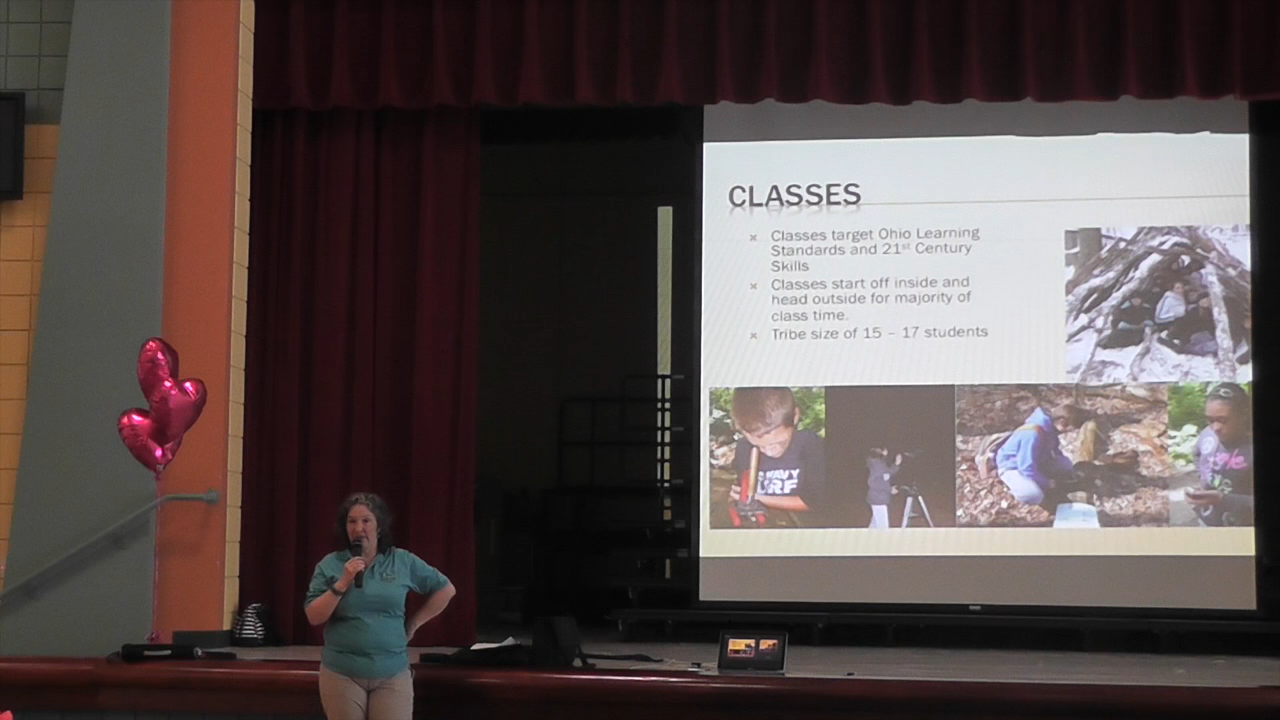 CLASSES
Classes target Ohio Learning
Standards and 21st Century
Skills
Classes start off inside and
head outside for majority of
class time.
Tribe size of 15 – 17 students
NAVY